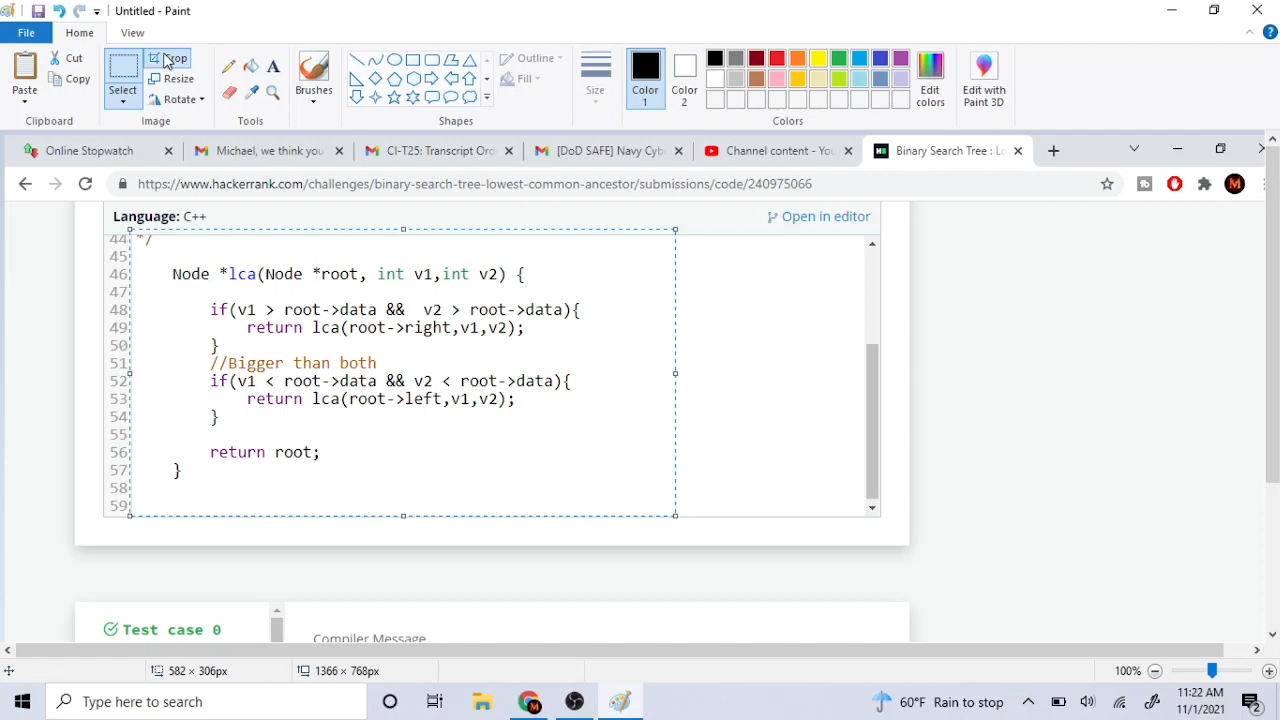 Untitled - Paint
File
Home
View
Paste
Cut
Copy
Clipboard
Select
Resize
Rotate
Image
A
Tools
Brushes
Outline
Fill
Shapes
Size
Color
1
Color
2
Edit
colors
Edit with
Paint 3D
Colors
Online Stopwatch
Michael, we think you'
CI-T25: Transcript Ord
[DoD SAFE] Navy Cyb
Channel content - You
Binary Search Tree : Lo
https://www.hackerrank.com/challenges/binary-search-tree-lowest-common-ancestor/submissions/code/240975066
M
Language: C++
Open in editor
44 */
45
46 Node *lca(Node *root, int v1,int v2) {
47
48 if(v1 > root->data && v2 > root->data){
49 return lca(root->right,v1,v2);
50 }
51 //Bigger than both
52 if(v1 < root->data && v2 < root->data){
53 return lca(root->left,v1,v2);
54 }
55
56 return root;
57 }
58
59
Test case 0
Compiler Message
582 × 306px
1366 × 768px
100%
Type here to search
60°F Rain to stop
11:22 AM
11/1/2021
2